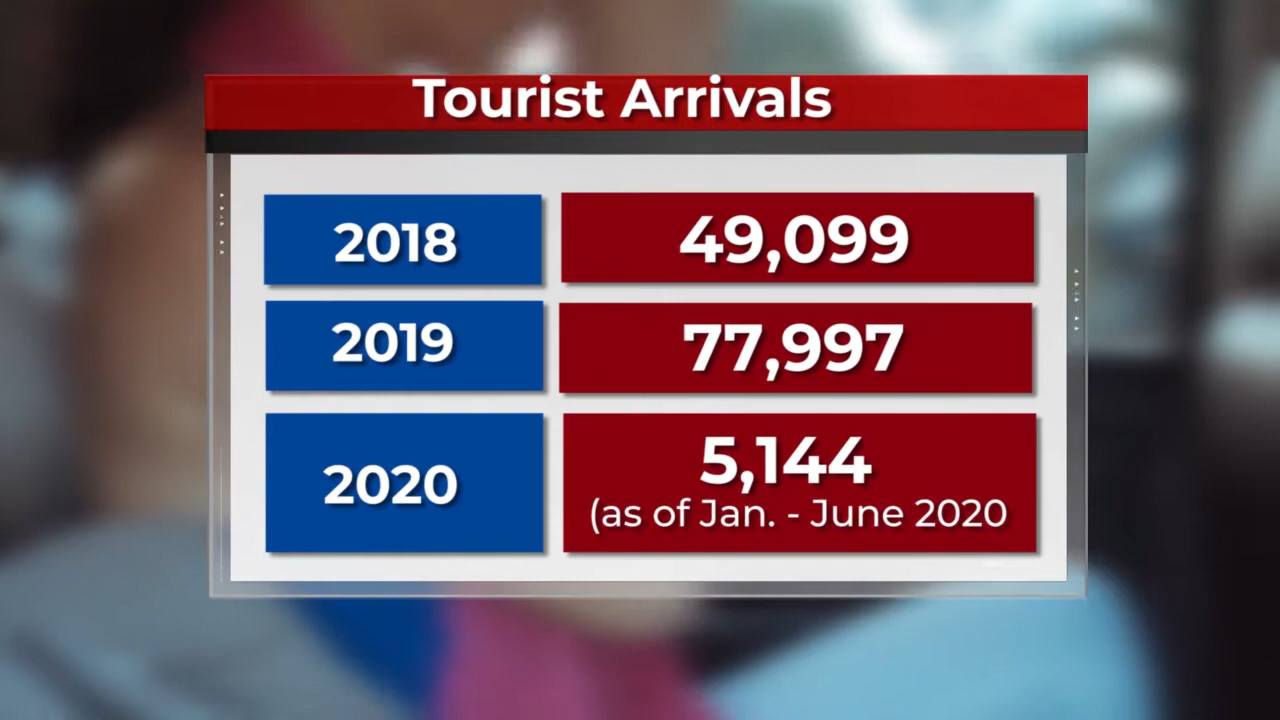 Tourist Arrivals
2018 49,099
2019 77,997
2020 5,144
(as of Jan. - June 2020